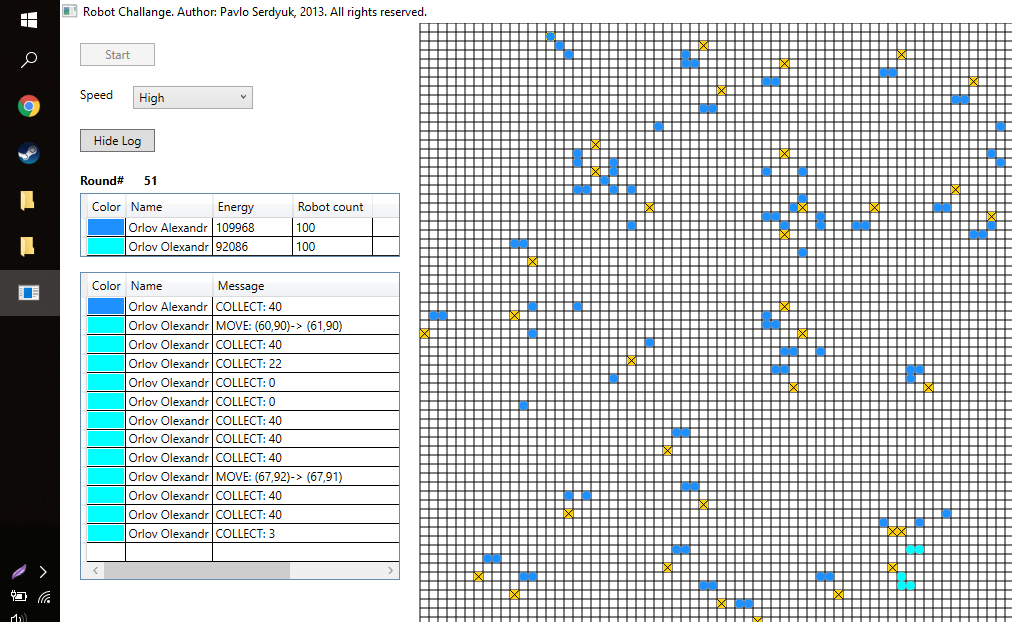 Robot Challange. Author: Pavlo Serdyuk, 2013. All rights reserved.
Start
Speed High
Hide Log
Round# 51
Color Name Energy Robot count
Orlov Alexandr 109968 100
Orlov Olexandr 92086 100
Color Name Message
Orlov Alexandr COLLECT: 40
Orlov Olexandr MOVE: (60,90)-> (61,90)
Orlov Olexandr COLLECT: 40
Orlov Olexandr COLLECT: 22
Orlov Olexandr COLLECT: 0
Orlov Olexandr COLLECT: 0
Orlov Olexandr COLLECT: 40
Orlov Olexandr COLLECT: 40
Orlov Olexandr COLLECT: 40
Orlov Olexandr MOVE: (67,92)-> (67,91)
Orlov Olexandr COLLECT: 40
Orlov Olexandr COLLECT: 40
Orlov Olexandr COLLECT: 3